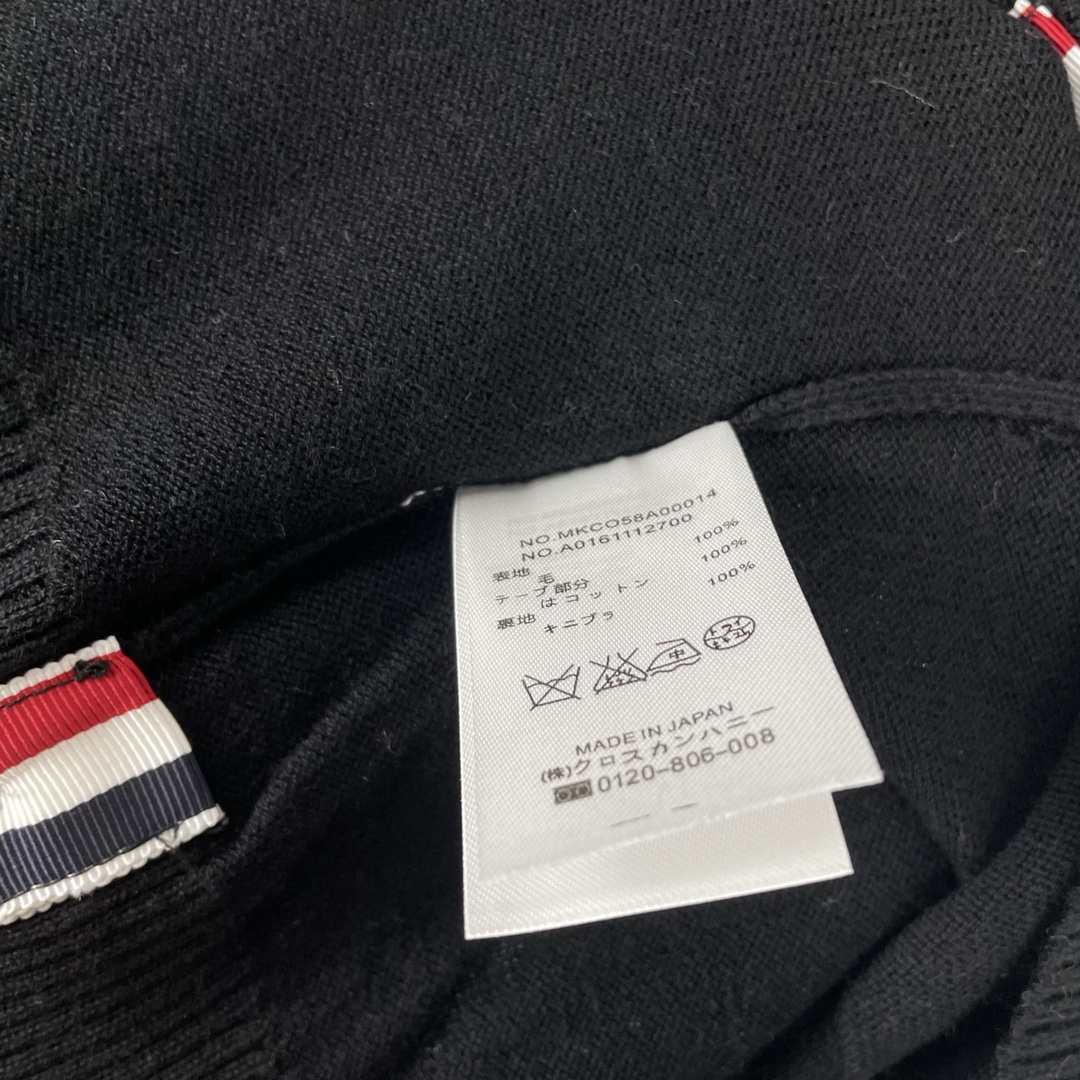 NO.MKCO58A00014
NO.A0161112700
表地 毛 100%
テープ部分
はコットン 100%
裏地 キニプラ 100%
中
ドライ
MADE IN JAPAN
(株)クロスカンハニー
0120-806-008